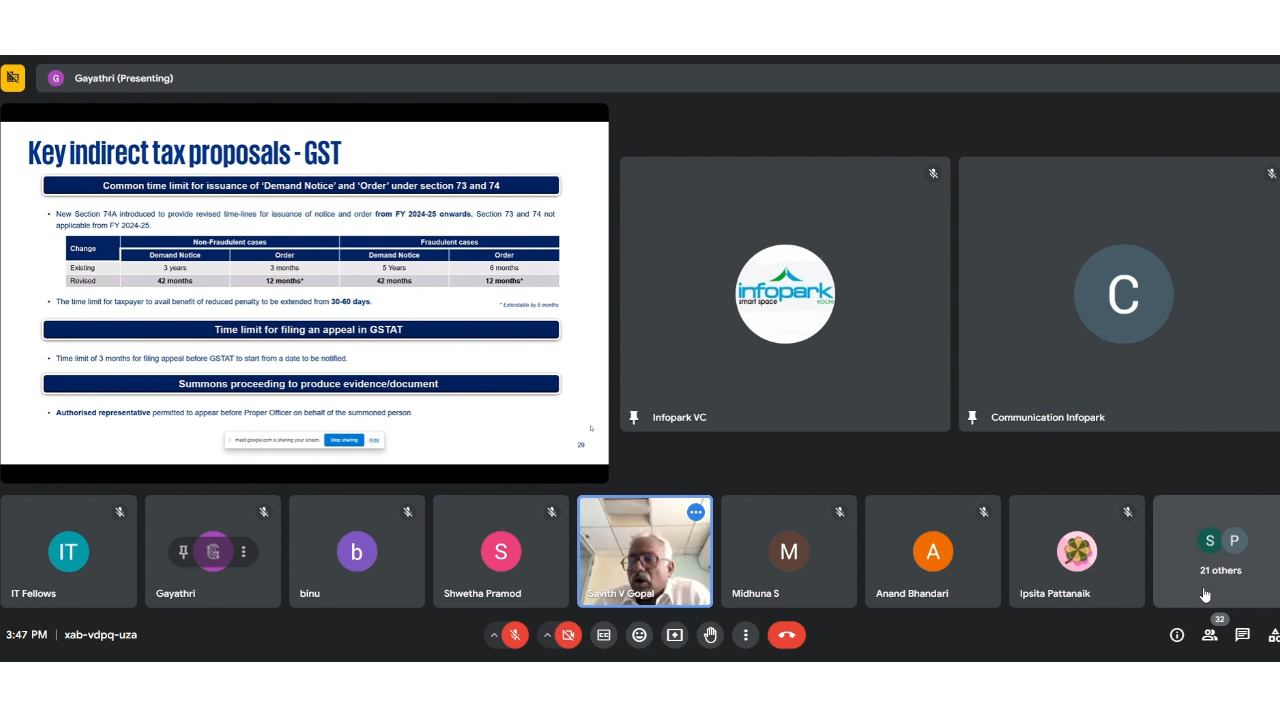 G Gayathri (Presenting)
Key indirect tax proposals - GST
Common time limit for issuance of 'Demand Notice' and 'Order' under section 73 and 74
• New Section 74A introduced to provide revised time-lines for issuance of notice and order from FY 2024-25 onwards. Section 73 and 74 not
applicable from FY 2024-25.
Change Non-Fraudulent cases Fraudulent cases
Demand Notice Order Demand Notice Order
Existing 3 years 3 months 5 Years 6 months
Revised 42 months 12 months* 42 months 12 months*
• The time limit for taxpayer to avail benefit of reduced penalty to be extended from 30-60 days.
* Extendable by 6 months
Time limit for filing an appeal in GSTAT
• Time limit of 3 months for filing appeal before GSTAT to start from a date to be notified.
Summons proceeding to produce evidence/document
• Authorised representative permitted to appear before Proper Officer on behalf of the summoned person
meet.google.com is sharing your screen. Stop sharing Hide
29
infopark
smart space KOCHI
Infopark VC
C
Communication Infopark
IT
IT Fellows
G
Gayathri
b
binu
S
Shwetha Pramod
Savith V Gopal
M
Midhuna S
A
Anand Bhandari
Ipsita Pattanaik
S P
21 others
3:47 PM | xab-vdpq-uza
32